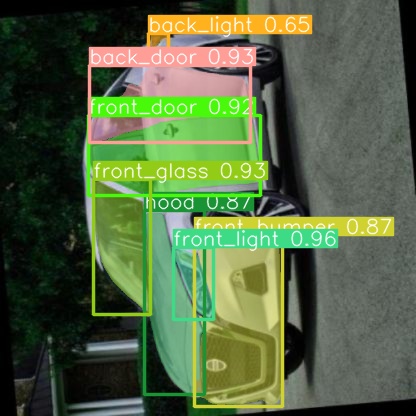 back_light 0.65
back_door 0.93
front_door 0.92
front_glass 0.93
hood 0.87
front_bumper 0.87
front_light 0.96